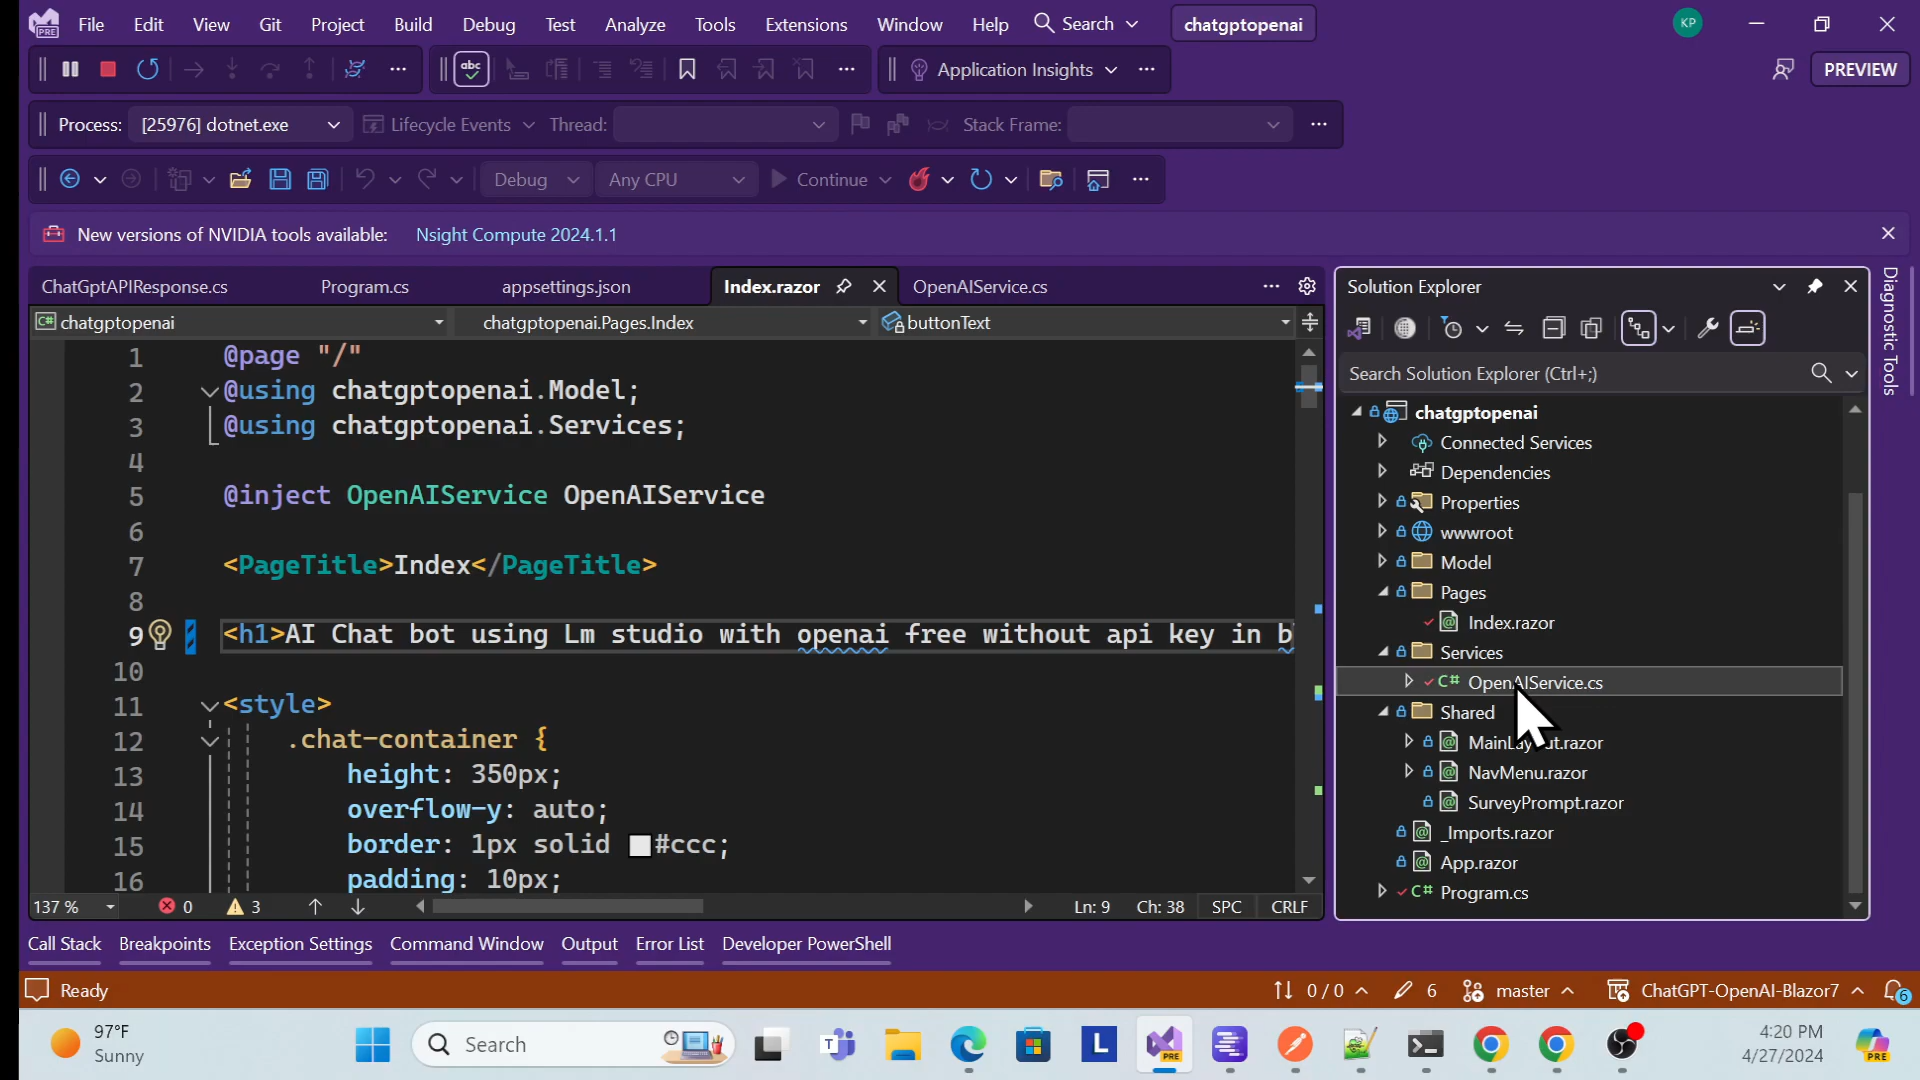 File Edit View Git Project Build Debug Test Analyze Tools Extensions Window Help Search chatgptopenai KP
abc Application Insights PREVIEW
Process: [25976] dotnet.exe Lifecycle Events Thread: Stack Frame:
Debug Any CPU Continue
New versions of NVIDIA tools available: Nsight Compute 2024.1.1
ChatGptAPIResponse.cs Program.cs appsettings.json Index.razor OpenAIService.cs
chatgptopenai chatgptopenai.Pages.Index buttonText
1 @page "/"
2 @using chatgptopenai.Model;
3 @using chatgptopenai.Services;
4
5 @inject OpenAIService OpenAIService
6
7 <PageTitle>Index</PageTitle>
8
9 <h1>AI Chat bot using Lm studio with openai free without api key in b
10
11 <style>
12 .chat-container {
13 height: 350px;
14 overflow-y: auto;
15 border: 1px solid #ccc;
16 padding: 10px;
137 % 0 3 Ln: 9 Ch: 38 SPC CRLF
Solution Explorer
Search Solution Explorer (Ctrl+;)
chatgptopenai
Connected Services
Dependencies
Properties
wwwroot
Model
Pages
Index.razor
Services
C# OpenAIService.cs
Shared
MainLayout.razor
NavMenu.razor
SurveyPrompt.razor
_Imports.razor
App.razor
C# Program.cs
Diagnostic Tools
Call Stack Breakpoints Exception Settings Command Window Output Error List Developer PowerShell
Ready 0 / 0 6 master ChatGPT-OpenAI-Blazor7 6
97°F
Sunny
Search
PRE
4:20 PM
4/27/2024
PRE